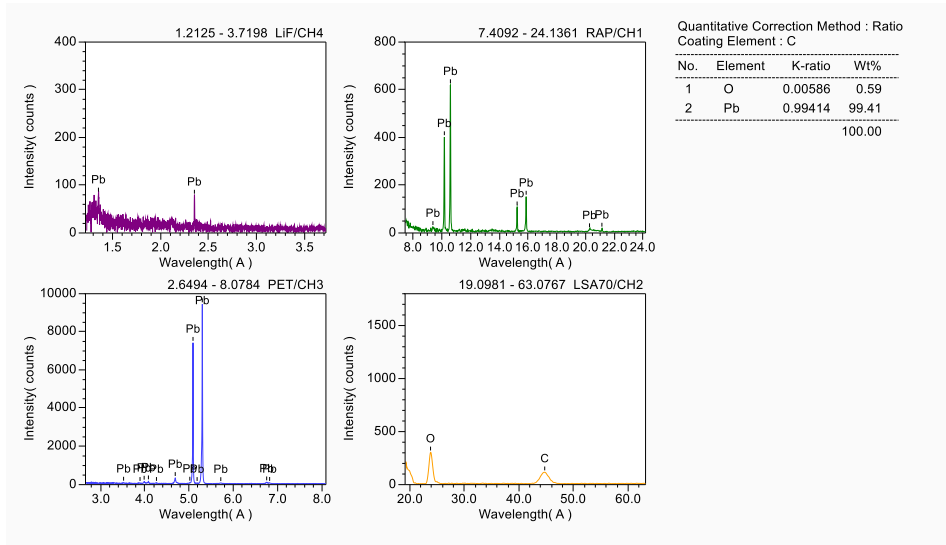 1.2125 - 3.7198 LiF/CH4
400
300
200
100
0
Intensity( counts )
Pb
Pb
1.5
2.0
2.5
3.0
3.5
Wavelength( A )
7.4092 - 24.1361 RAP/CH1
800
600
400
200
0
Intensity( counts )
Pb
Pb
Pb
Pb
Pb
Pb
Pb
8.0
10.0
12.0
14.0
16.0
18.0
20.0
22.0
24.0
Wavelength( A )
Quantitative Correction Method : Ratio
Coating Element : C
No. Element K-ratio Wt%
1 O 0.00586 0.59
2 Pb 0.99414 99.41
100.00
2.6494 - 8.0784 PET/CH3
10000
8000
6000
4000
2000
0
Intensity( counts )
Pb
Pb
Pb
Pb
Pb
Pb
Pb
Pb
Pb
Pb
Pb
Pb
Pb
3.0
4.0
5.0
6.0
7.0
8.0
Wavelength( A )
19.0981 - 63.0767 LSA70/CH2
1500
1000
500
0
Intensity( counts )
O
C
20.0
30.0
40.0
50.0
60.0
Wavelength( A )